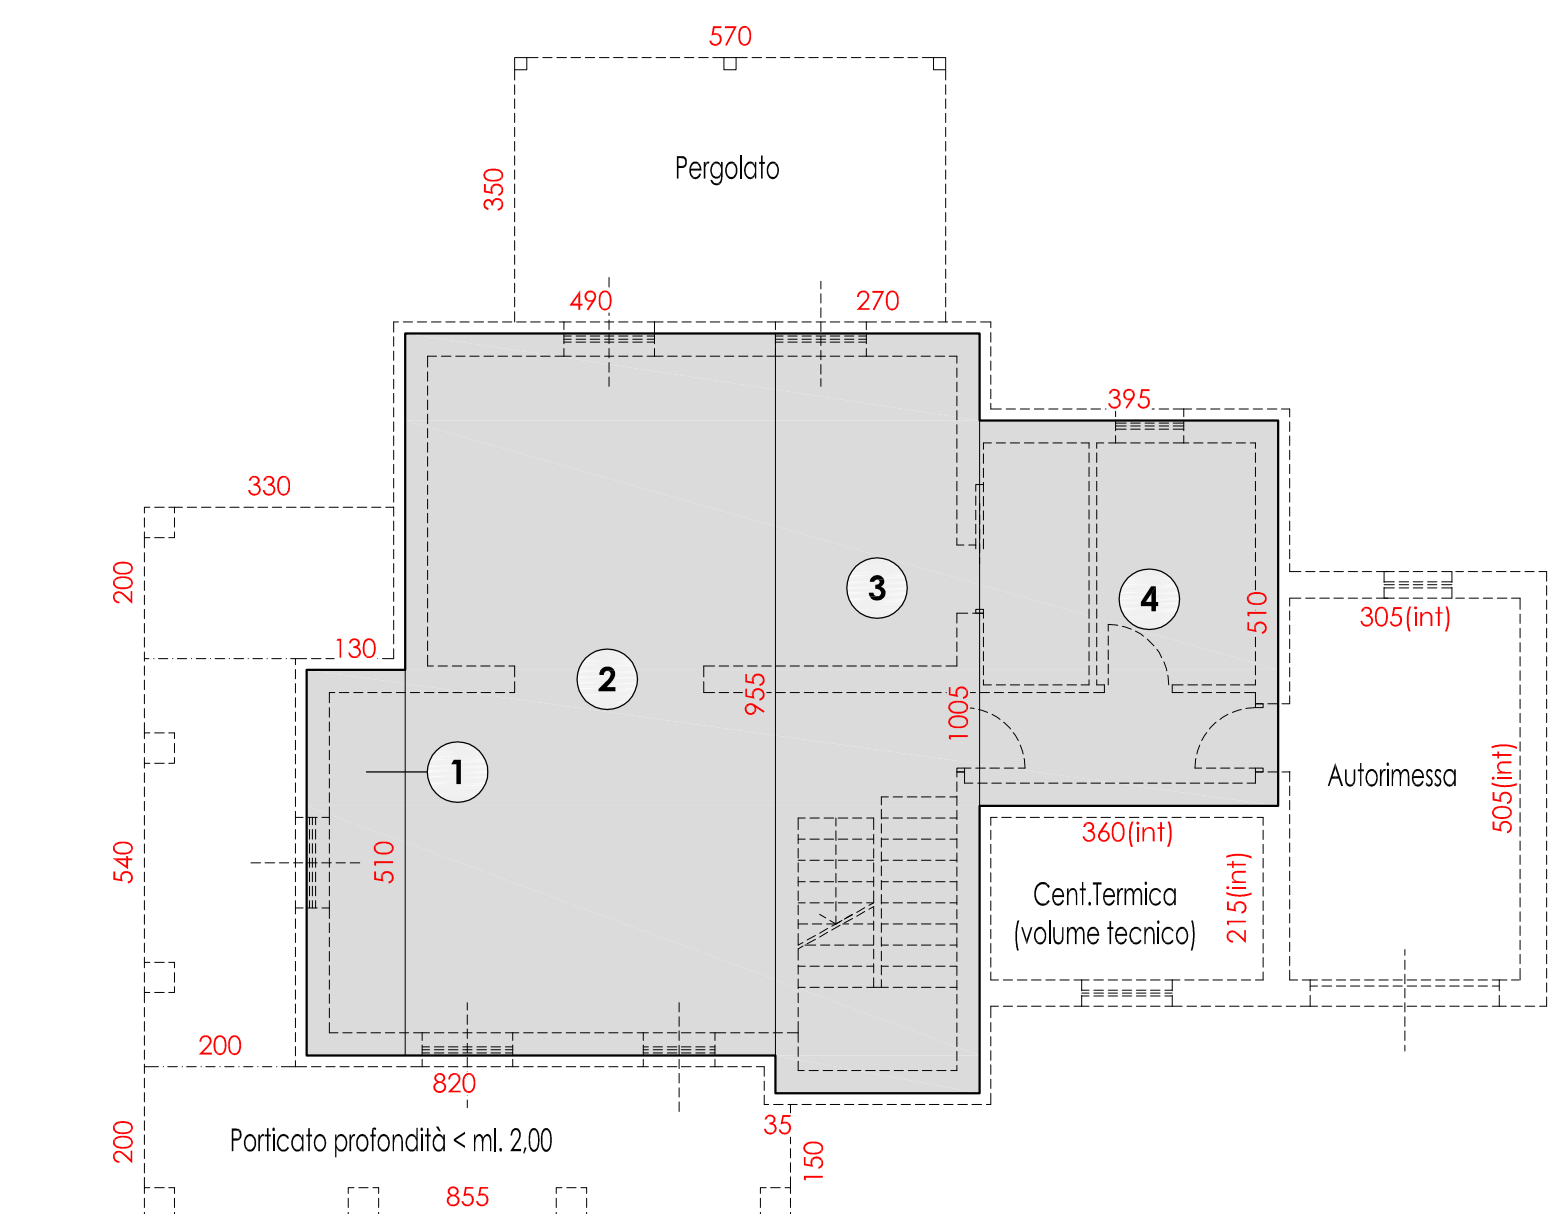 570
Pergolato
350
490
270
395
330
200
305(int)
3
4
510
130
2
955
1005
1
Autorimessa
505(int)
540
510
360(int)
Cent.Termica
(volume tecnico)
215(int)
200
820
35
200
Porticato profondità < ml. 2,00
150
855